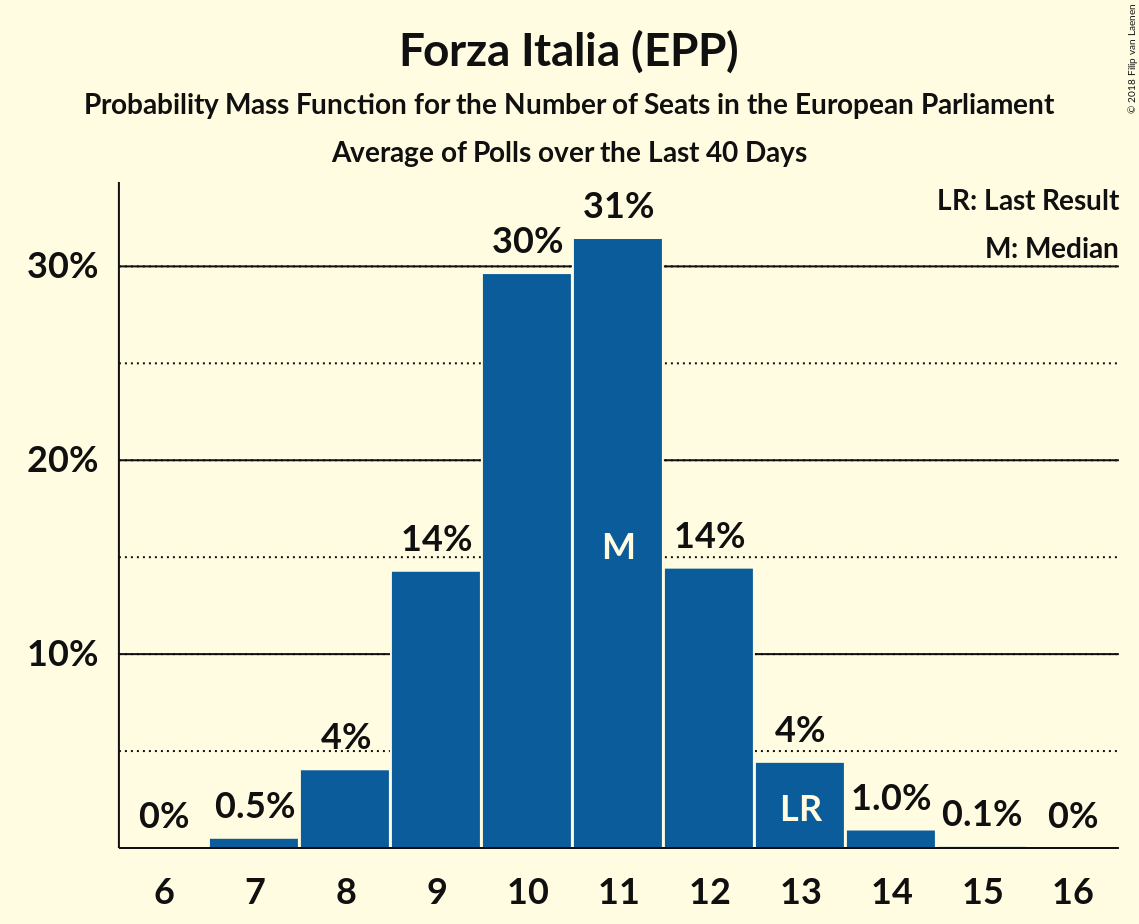 Forza Italia (EPP)
Probability Mass Function for the Number of Seats in the European Parliament
Average of Polls over the Last 40 Days
© 2018 Filip van Laenen
LR: Last Result
M: Median
31%
30%
30%
20%
14%
M
14%
10%
4%
4%
0%
0.5%
LR
1.0%
0.1%
0%
6 7 8 9 10 11 12 13 14 15 16